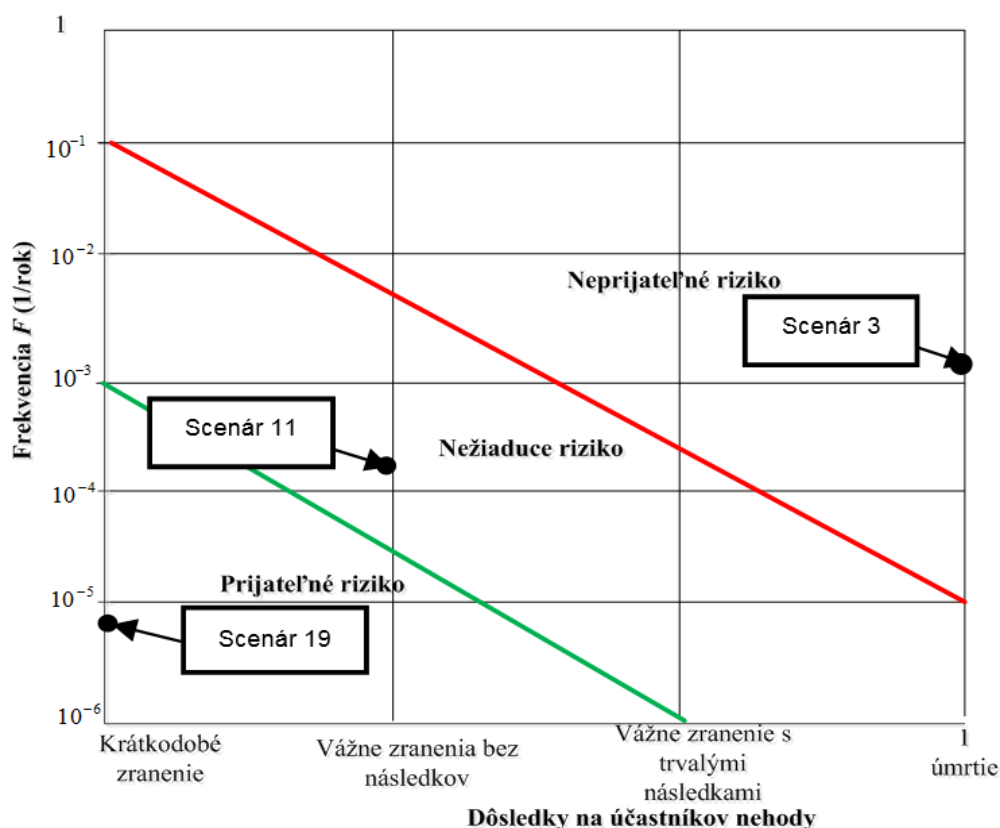 1
10⁻¹
10⁻²
10⁻³
10⁻⁴
10⁻⁵
10⁻⁶
Frekvencia F (1/rok)
Neprijateľné riziko
Scenár 3
Scenár 11
Nežiaduce riziko
Prijateľné riziko
Scenár 19
Krátkodobé
zranenie
Vážne zranenia bez
následkov
Vážne zranenie s
trvalými
následkami
1
úmrtie
Dôsledky na účastníkov nehody